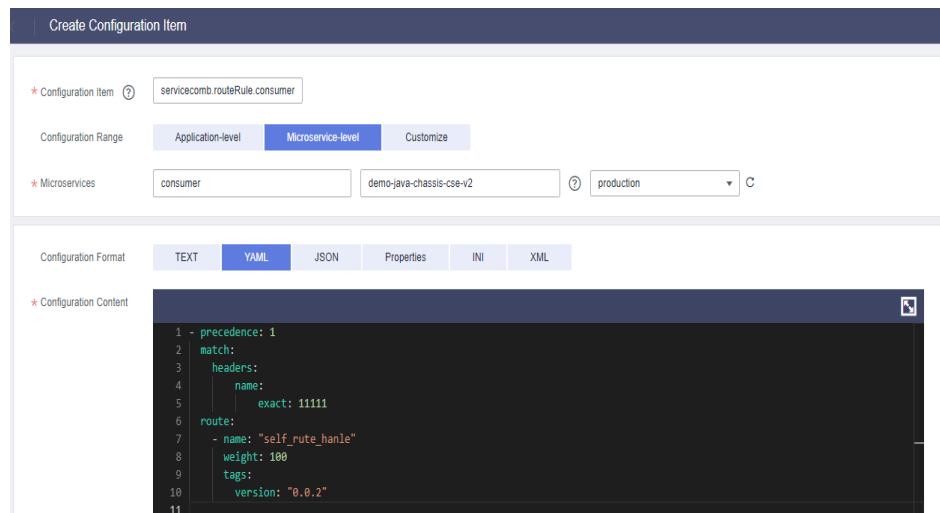 Create Configuration Item
* Configuration Item ? servicecomb.routeRule.consumer
Configuration Range Application-level Microservice-level Customize
* Microservices consumer demo-java-chassis-cse-v2 ? production
Configuration Format TEXT YAML JSON Properties INI XML
* Configuration Content
1 - precedence: 1
2 match:
3 headers:
4 name:
5 exact: 11111
6 route:
7 - name: "self_rute_hanle"
8 weight: 100
9 tags:
10 version: "0.0.2"
11